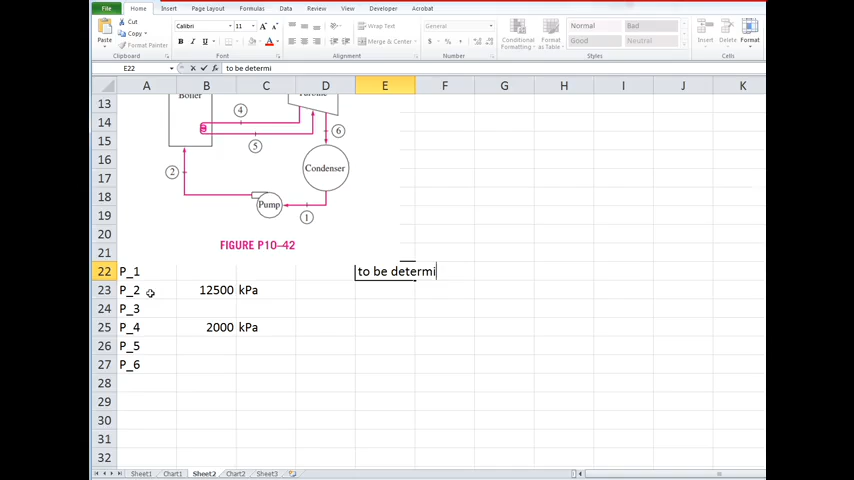 File Home Insert Page Layout Formulas Data Review View Developer Acrobat
Cut
Copy
Format Painter
Paste
Clipboard
Calibri 11
B I U
Font
Wrap Text
Merge & Center
Alignment
General
Number
Conditional Formatting
Format as Table
Normal Bad
Good Neutral
Styles
Insert Delete Format
Cells
E22 to be determi
A B C D E F G H I J K
13 Boiler Turbine
14 4
15 5 6
16 Condenser
17 2
18 Pump
19 1
20
21 FIGURE P10–42
22 P_1 to be determi
23 P_2 12500 kPa
24 P_3
25 P_4 2000 kPa
26 P_5
27 P_6
28
29
30
31
32
Sheet1 Chart1 Sheet2 Chart2 Sheet3